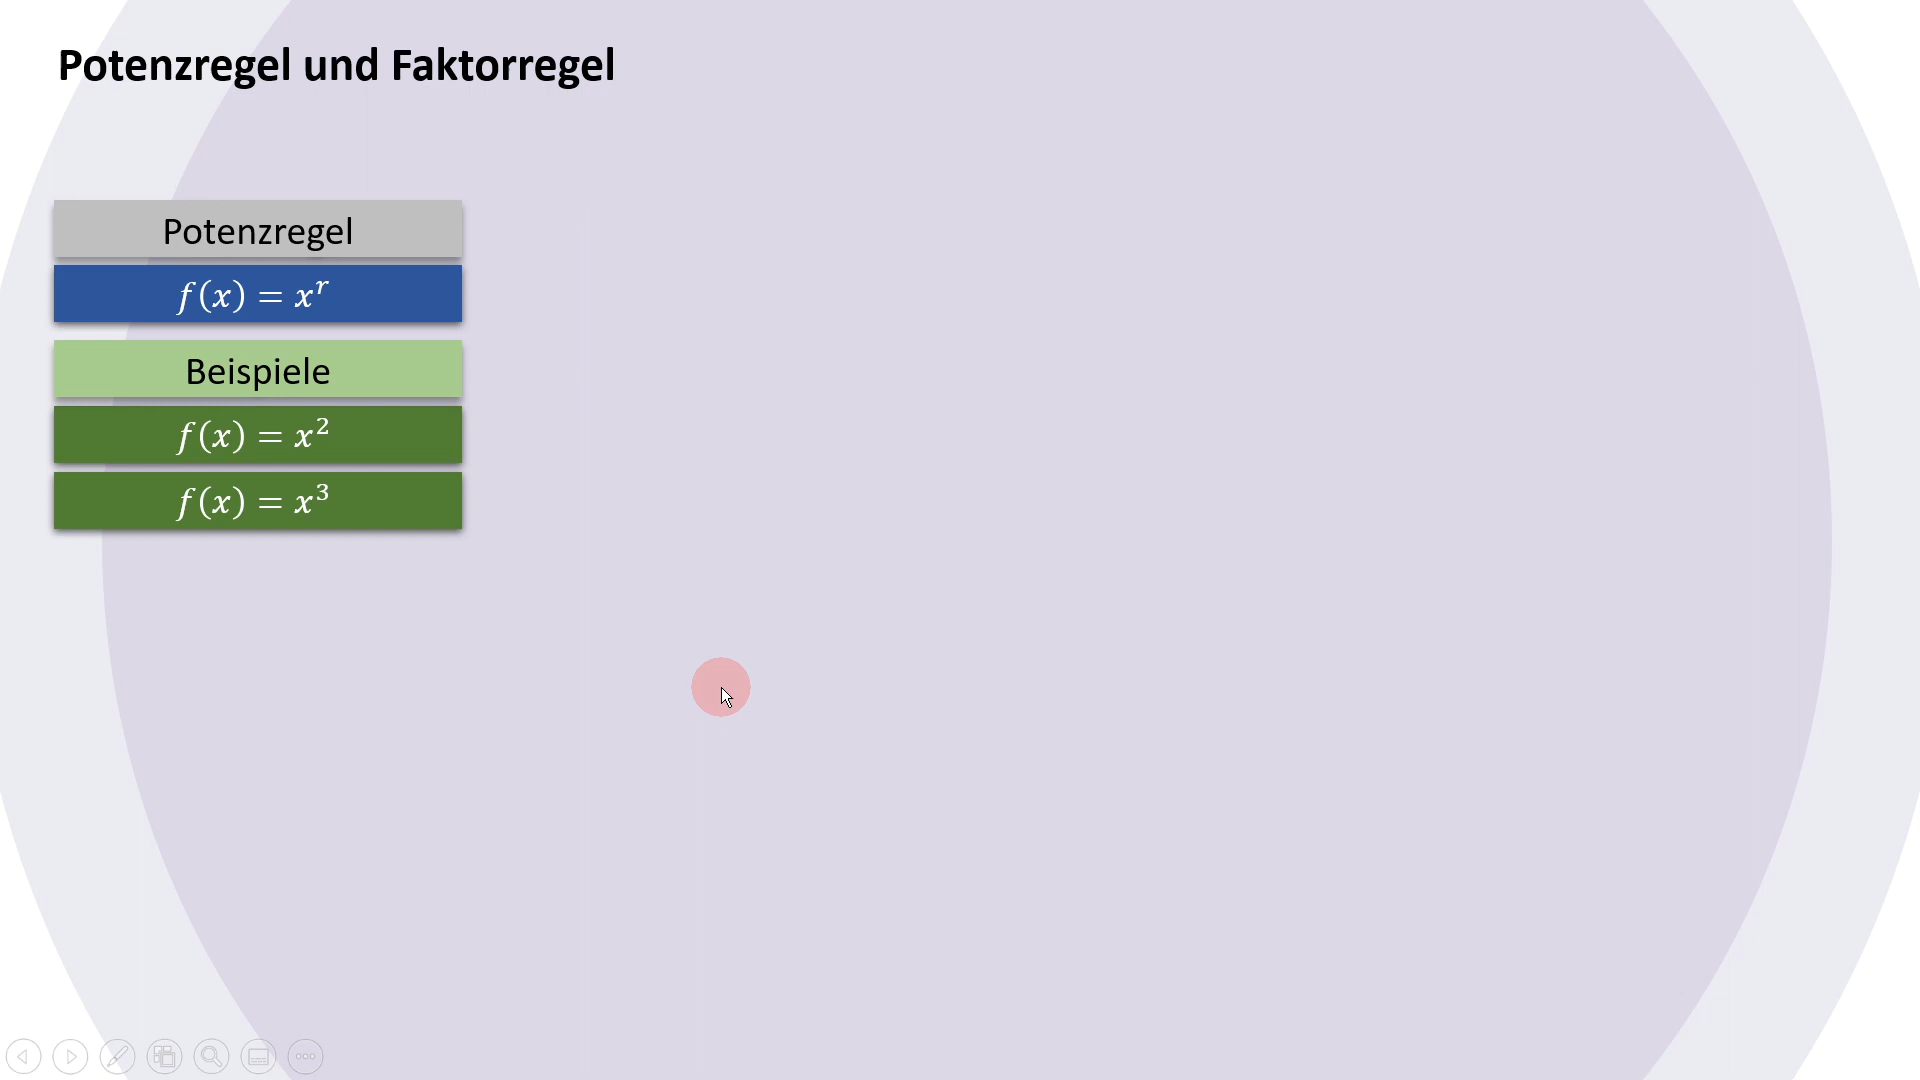 Potenzregel und Faktorregel
Potenzregel
f(x) = x^r
Beispiele
f(x) = x^2
f(x) = x^3